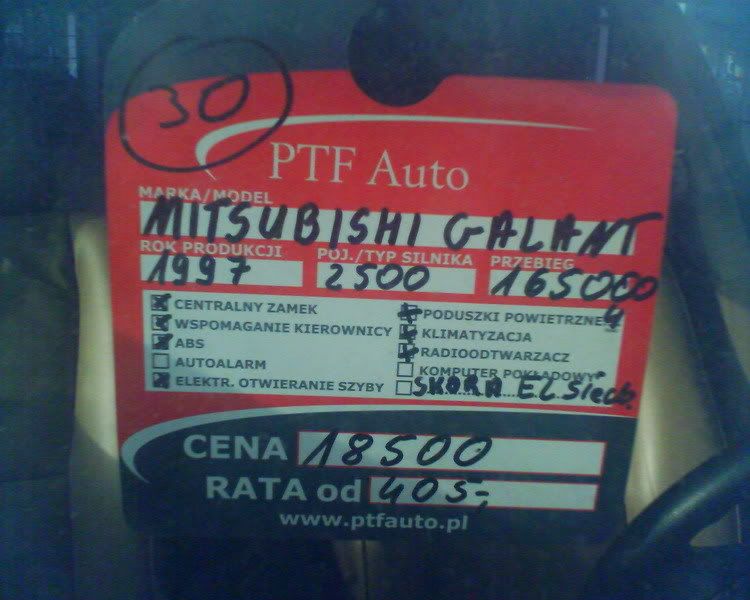 30
PTF Auto
MARKA/MODEL
MITSUBISHI GALANT
ROK PRODUKCJI POJ./TYP SILNIKA PRZEBIEG
1997 2500 165000
CENTRALNY ZAMEK
WSPOMAGANIE KIEROWNICY
ABS
AUTOALARM
ELEKTR. OTWIERANIE SZYBY
PODUSZKI POWIETRZNE 4
KLIMATYZACJA
RADIOODTWARZACZ
KOMPUTER POKŁADOWY
SKÓRA EL Siedz.
CENA 18500
RATA od 405,-
www.ptfauto.pl